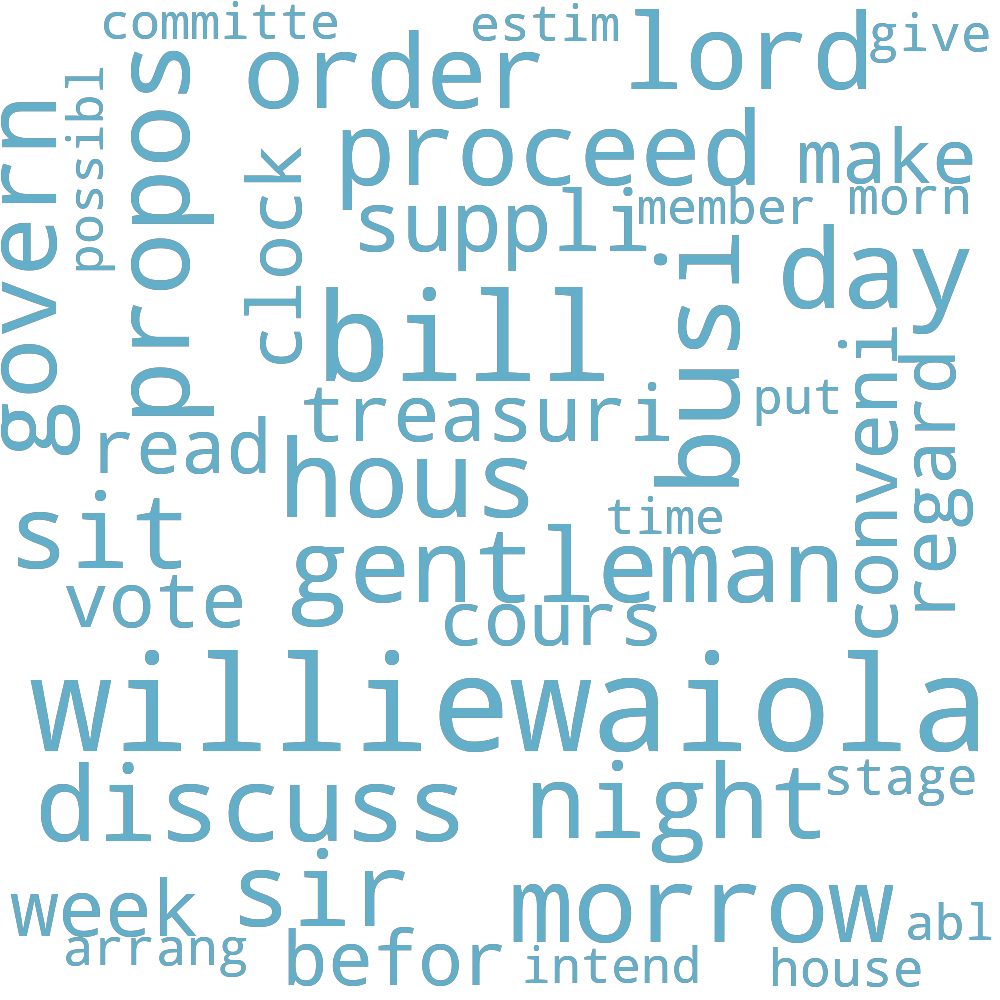 committe
estim
lord
give
order
govern
possibl
propos
proceed
make
clock
suppli
member
morn
busi
day
bill
conveni
regard
treasuri
put
read
hous
sit
time
gentleman
vote
cours
williewaiola
discuss
night
stage
week
sir
morrow
arrang
befor
intend
abl
house